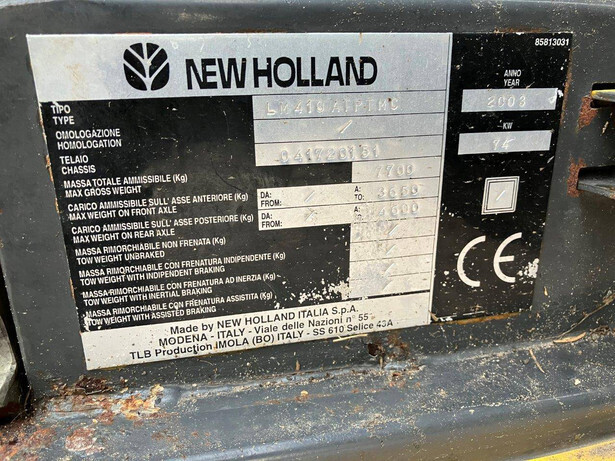 85813031
NEW HOLLAND
ANNO
YEAR
2003
TIPO
TYPE
OMOLOGAZIONE
HOMOLOGATION
KW
74
TELAIO
CHASSIS
MASSA TOTALE AMMISSIBILE (Kg)
MAX GROSS WEIGHT
7700
CARICO AMMISSIBILE SULL' ASSE ANTERIORE (Kg)
MAX WEIGHT ON FRONT AXLE
DA:
FROM:
A:
TO:
3650
CARICO AMMISSIBILE SULL' ASSE POSTERIORE (Kg)
MAX WEIGHT ON REAR AXLE
DA:
FROM:
A:
MASSA RIMORCHIABILE NON FRENATA (Kg)
TOW WEIGHT UNBRAKED
MASSA RIMORCHIABILE CON FRENATURA INDIPENDENTE (Kg)
TOW WEIGHT WITH INDEPENDENT BRAKING
MASSA RIMORCHIABILE CON FRENATURA AD INERZIA (Kg)
TOW WEIGHT WITH INERTIAL BRAKING
MASSA RIMORCHIABILE CON FRENATURA ASSISTITA (Kg)
TOW WEIGHT WITH ASSISTED BRAKING
CE
Made by NEW HOLLAND ITALIA S.p.A.
MODENA - ITALY - Viale delle Nazioni n° 55
TLB Production IMOLA (BO) ITALY - SS 610 Selice 43A